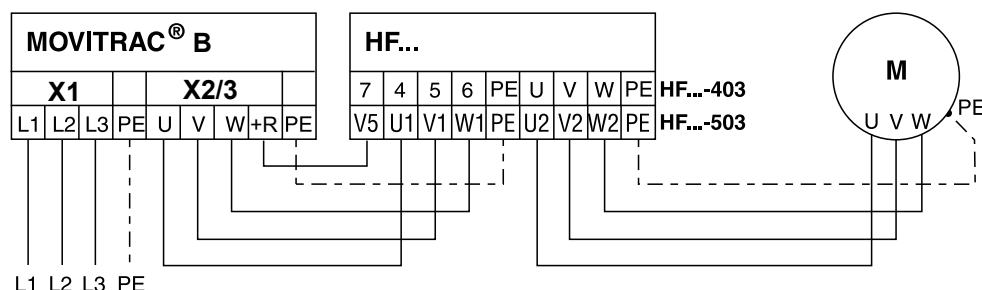 MOVITRAC® B HF...
M
X1 X2/3 7 4 5 6 PE U V W PE HF...-403
L1 L2 L3 PE U V W +R PE V5 U1 V1 W1 PE U2 V2 W2 PE HF...-503 U V W PE
L1 L2 L3 PE